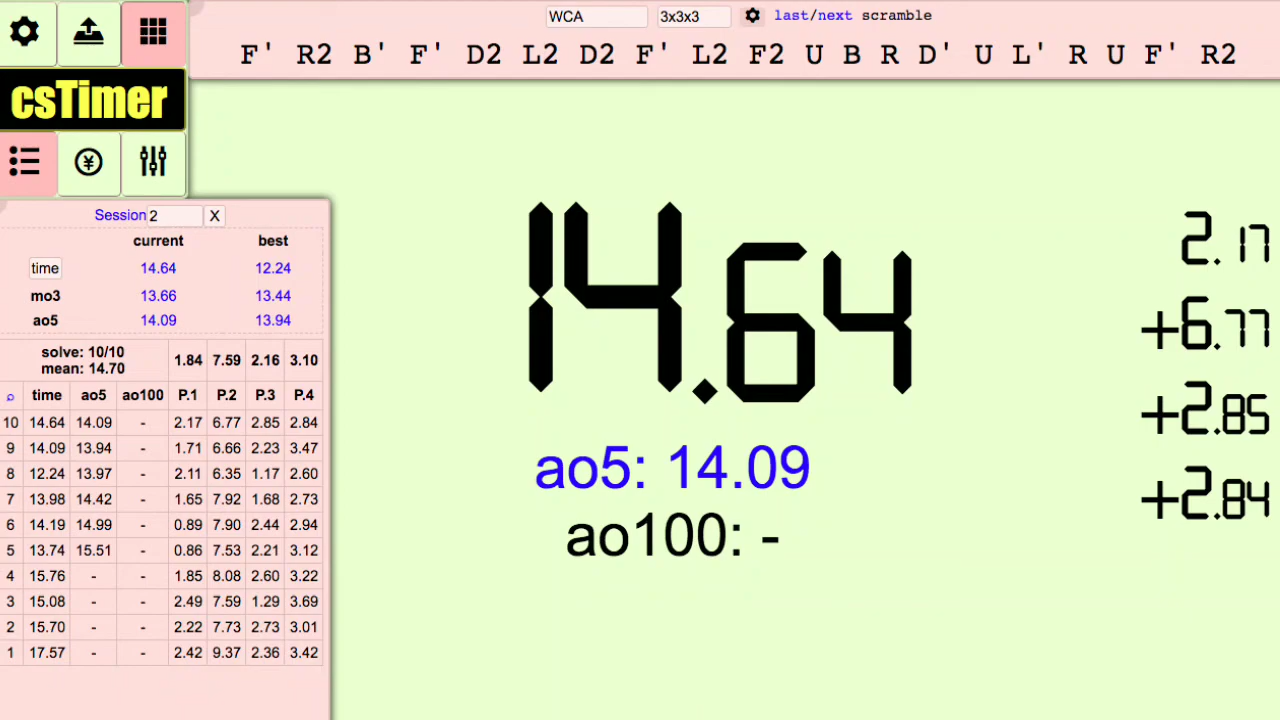 WCA 3x3x3 last/next scramble
F' R2 B' F' D2 L2 D2 F' L2 F2 U B R D' U L' R U F' R2
csTimer
¥
Session 2 X
current best
time 14.64 12.24
mo3 13.66 13.44
ao5 14.09 13.94
solve: 10/10
mean: 14.70
1.84 7.59 2.16 3.10
time ao5 ao100 P.1 P.2 P.3 P.4
10 14.64 14.09 - 2.17 6.77 2.85 2.84
9 14.09 13.94 - 1.71 6.66 2.23 3.47
8 12.24 13.97 - 2.11 6.35 1.17 2.60
7 13.98 14.42 - 1.65 7.92 1.68 2.73
6 14.19 14.99 - 0.89 7.90 2.44 2.94
5 13.74 15.51 - 0.86 7.53 2.21 3.12
4 15.76 - - 1.85 8.08 2.60 3.22
3 15.08 - - 2.49 7.59 1.29 3.69
2 15.70 - - 2.22 7.73 2.73 3.01
1 17.57 - - 2.42 9.37 2.36 3.42
14.64
ao5: 14.09
ao100: -
2.17
+6.77
+2.85
+2.84